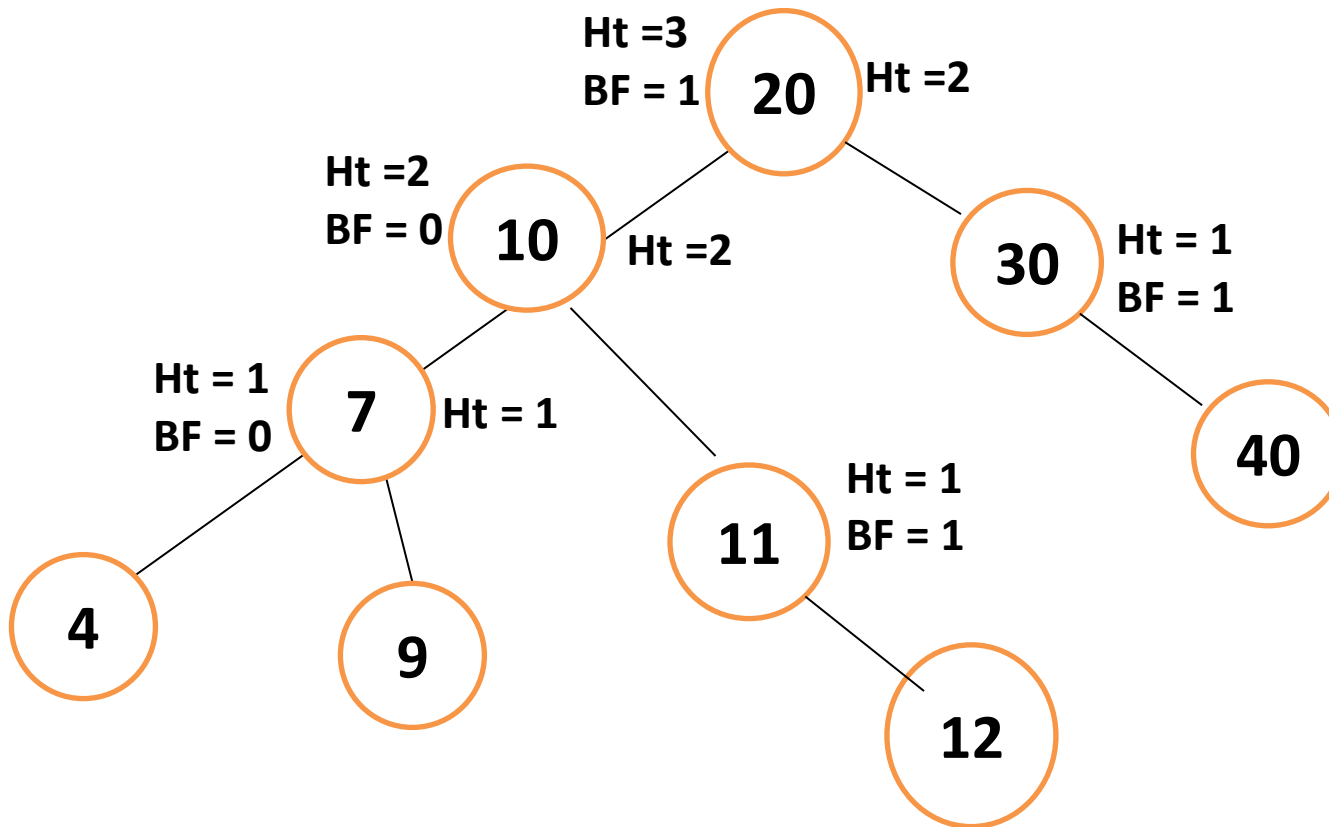 Ht =3
BF = 1
20
Ht =2
Ht =2
BF = 0
10
Ht =2
30
Ht = 1
BF = 1
Ht = 1
BF = 0
7
Ht = 1
40
11
Ht = 1
BF = 1
4
9
12